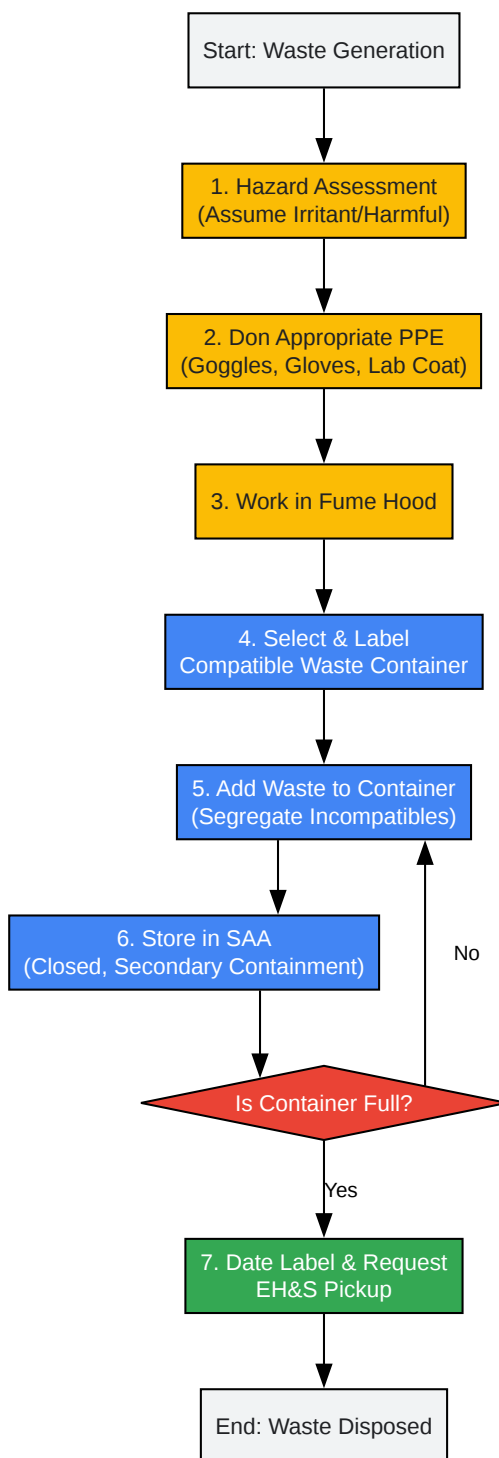 Start: Waste Generation
1. Hazard Assessment
(Assume Irritant/Harmful)
2. Don Appropriate PPE
(Goggles, Gloves, Lab Coat)
3. Work in Fume Hood
4. Select & Label
Compatible Waste Container
5. Add Waste to Container
(Segregate Incompatibles)
6. Store in SAA
(Closed, Secondary Containment)
No
Is Container Full?
Yes
7. Date Label & Request
EH&S Pickup
End: Waste Disposed